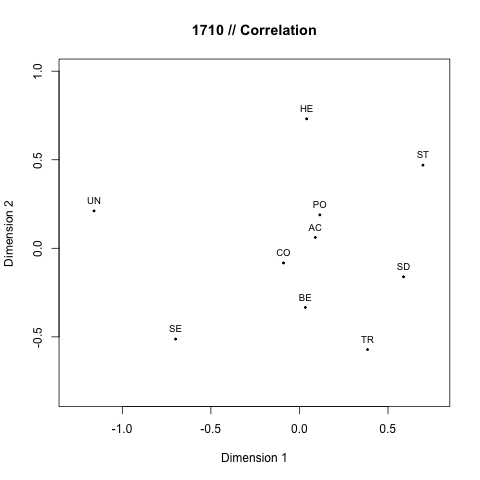 1710 // Correlation
1.0
HE
ST
0.5
UN
PO
AC
0.0
CO
SD
BE
SE
TR
-0.5
Dimension 2
-1.0
-0.5
0.0
0.5
Dimension 1